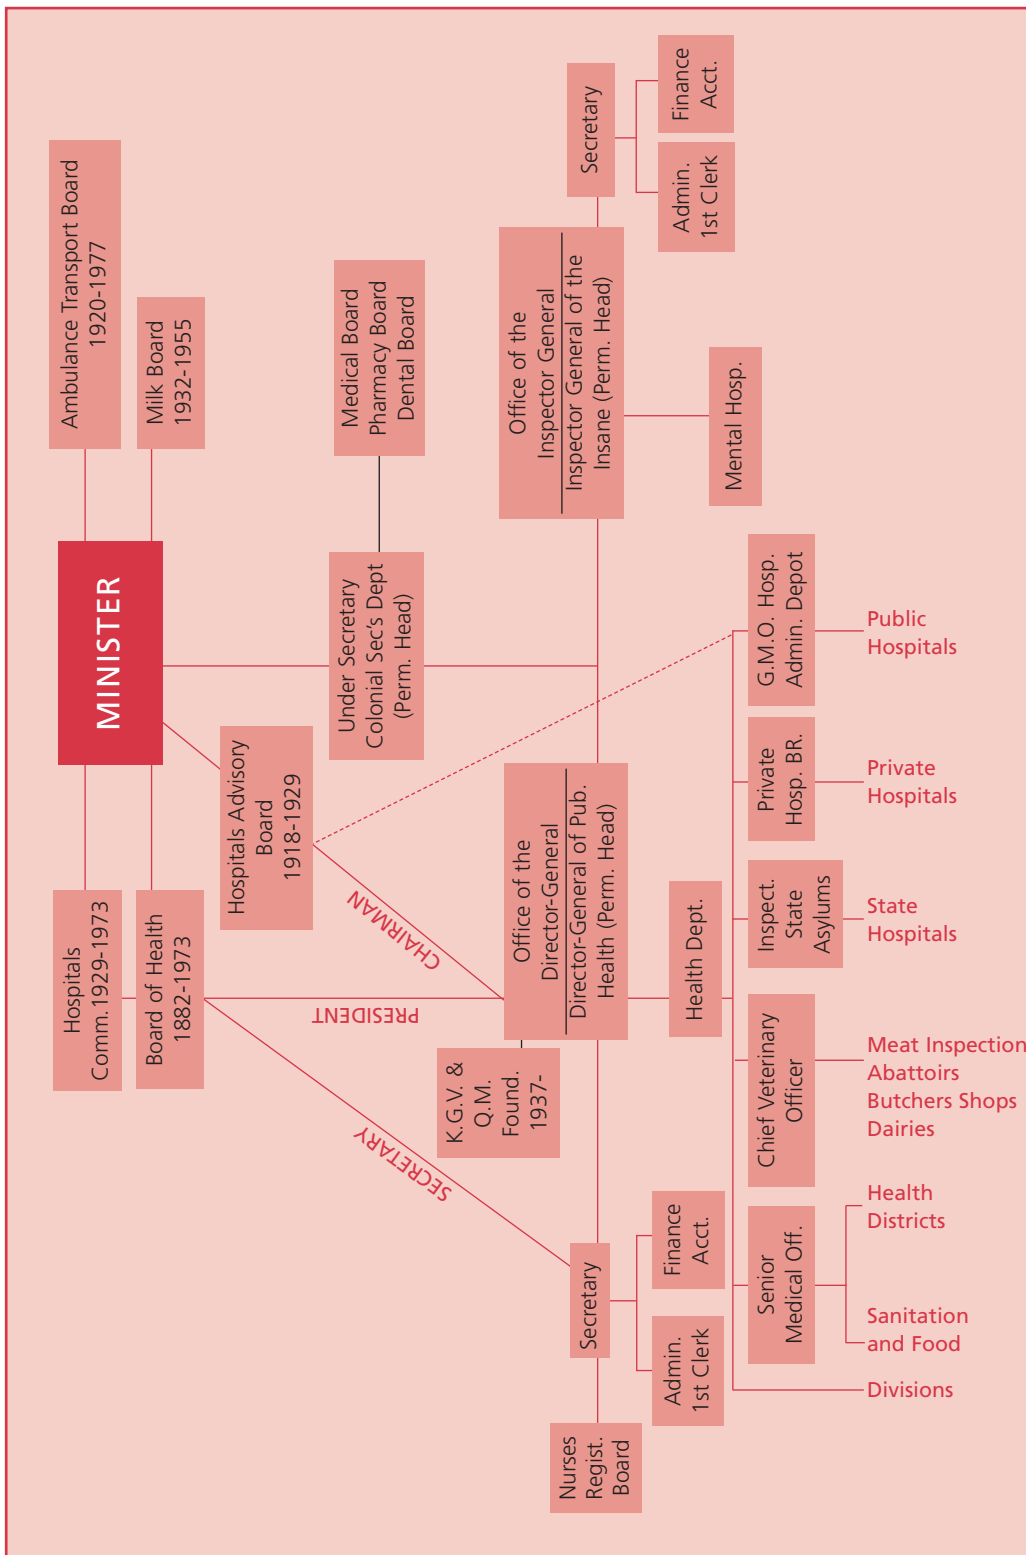 MINISTER
Ambulance Transport Board
1920-1977
Milk Board
1932-1955
Hospitals
Comm.1929-1973
Board of Health
1882-1973
Hospitals Advisory
Board
1918-1929
Under Secretary
Colonial Sec's Dept
(Perm. Head)
Medical Board
Pharmacy Board
Dental Board
CHAIRMAN
PRESIDENT
SECRETARY
K.G.V. &
Q.M.
Found.
1937-
Office of the
Director-General
Director-General of Pub.
Health (Perm. Head)
Office of the
Inspector General
Inspector General of the
Insane (Perm. Head)
Secretary
Admin.
1st Clerk
Finance
Acct.
Mental Hosp.
Nurses
Regist.
Board
Secretary
Admin.
1st Clerk
Finance
Acct.
Health Dept.
Senior
Medical Off.
Chief Veterinary
Officer
Inspect.
State
Asylums
Private
Hosp. BR.
G.M.O. Hosp.
Admin. Depot
Divisions
Sanitation
and Food
Health
Districts
Meat Inspection
Abattoirs
Butchers Shops
Dairies
State
Hospitals
Private
Hospitals
Public
Hospitals